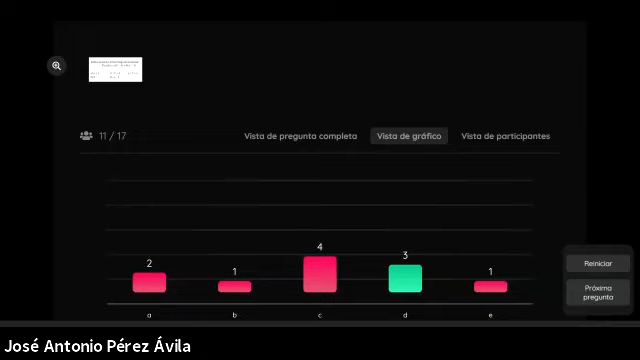 11 / 17
Vista de pregunta completa
Vista de gráfico
Vista de participantes
2
1
4
3
1
a
b
c
d
e
Reiniciar
Próxima
pregunta
José Antonio Pérez Ávila